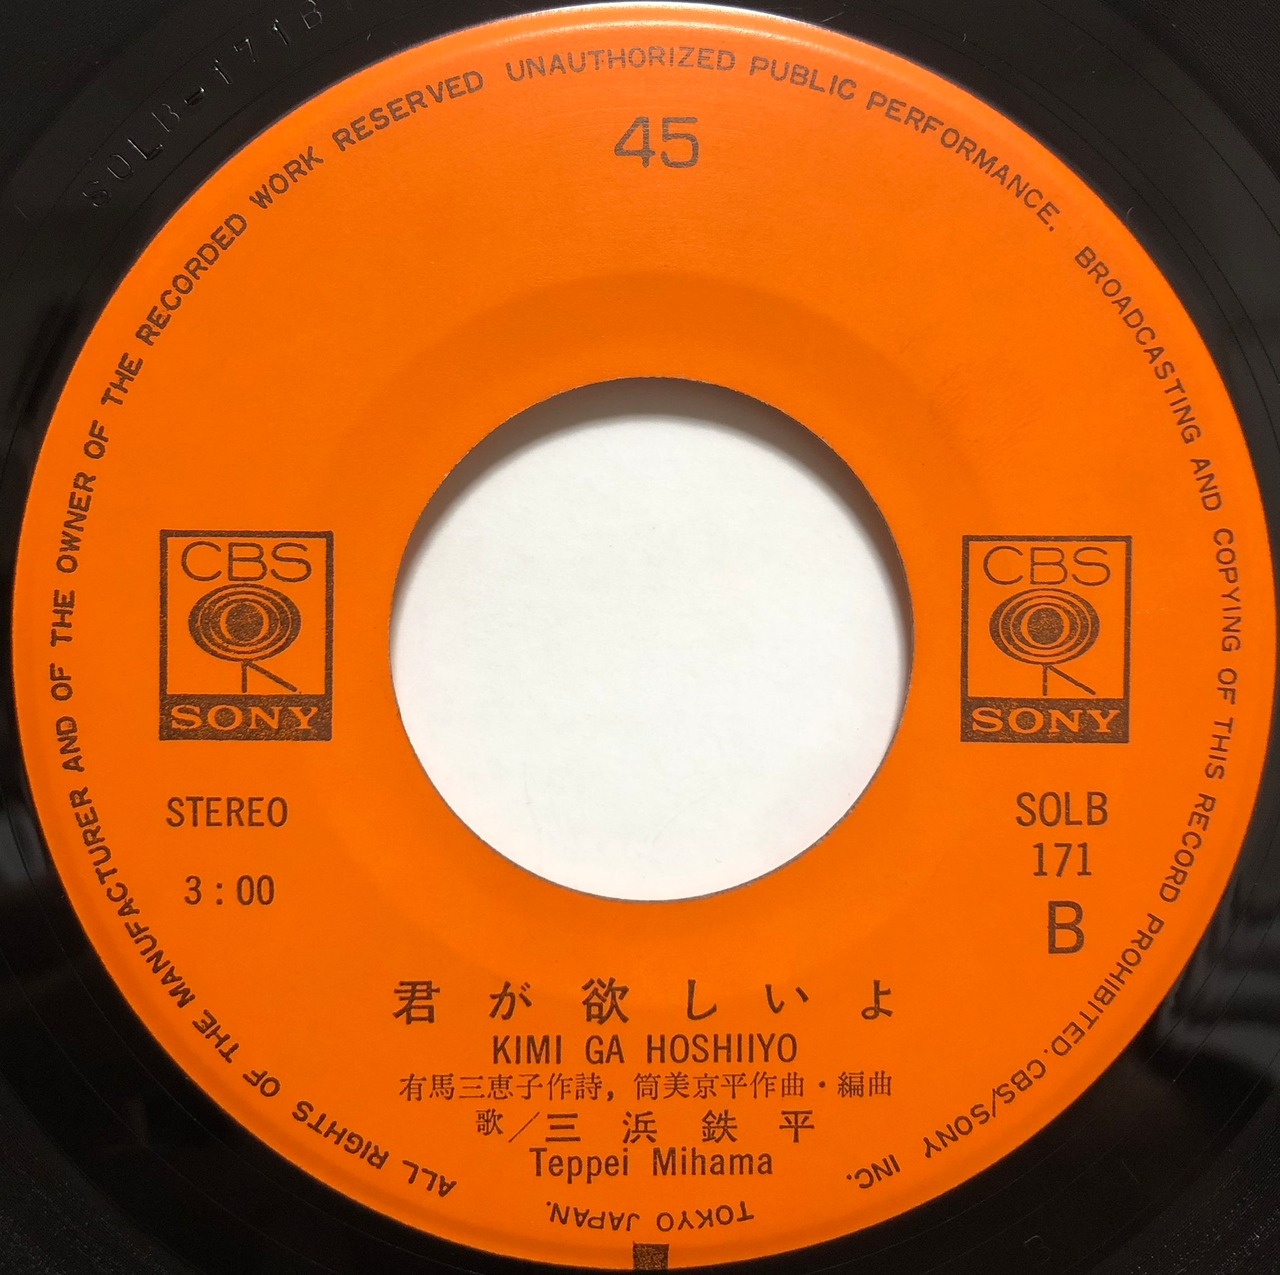 SOLB-171B
ALL RIGHTS OF THE MANUFACTURER AND OF THE OWNER OF THE RECORDED WORK RESERVED UNAUTHORIZED PUBLIC PERFORMANCE. BROADCASTING AND COPYING OF THIS RECORD PROHIBITED. CBS/SONY INC.
TOKYO JAPAN.
45
CBS
SONY
CBS
SONY
STEREO
3:00
SOLB
171
B
君が欲しいよ
KIMI GA HOSHIIYO
有馬三恵子作詩, 筒美京平作曲・編曲
歌／三浜鉄平
Teppei Mihama